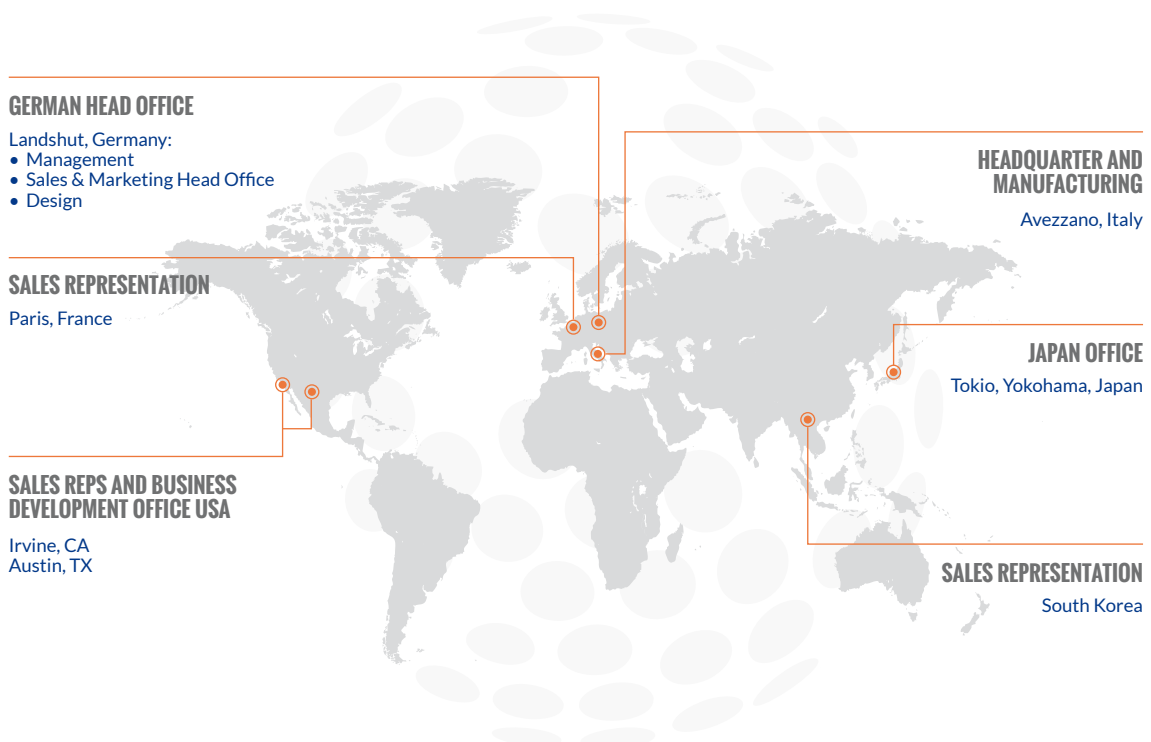 GERMAN HEAD OFFICE
Landshut, Germany:
• Management
• Sales & Marketing Head Office
• Design
SALES REPRESENTATION
Paris, France
SALES REPS AND BUSINESS
DEVELOPMENT OFFICE USA
Irvine, CA
Austin, TX
HEADQUARTER AND
MANUFACTURING
Avezzano, Italy
JAPAN OFFICE
Tokio, Yokohama, Japan
SALES REPRESENTATION
South Korea